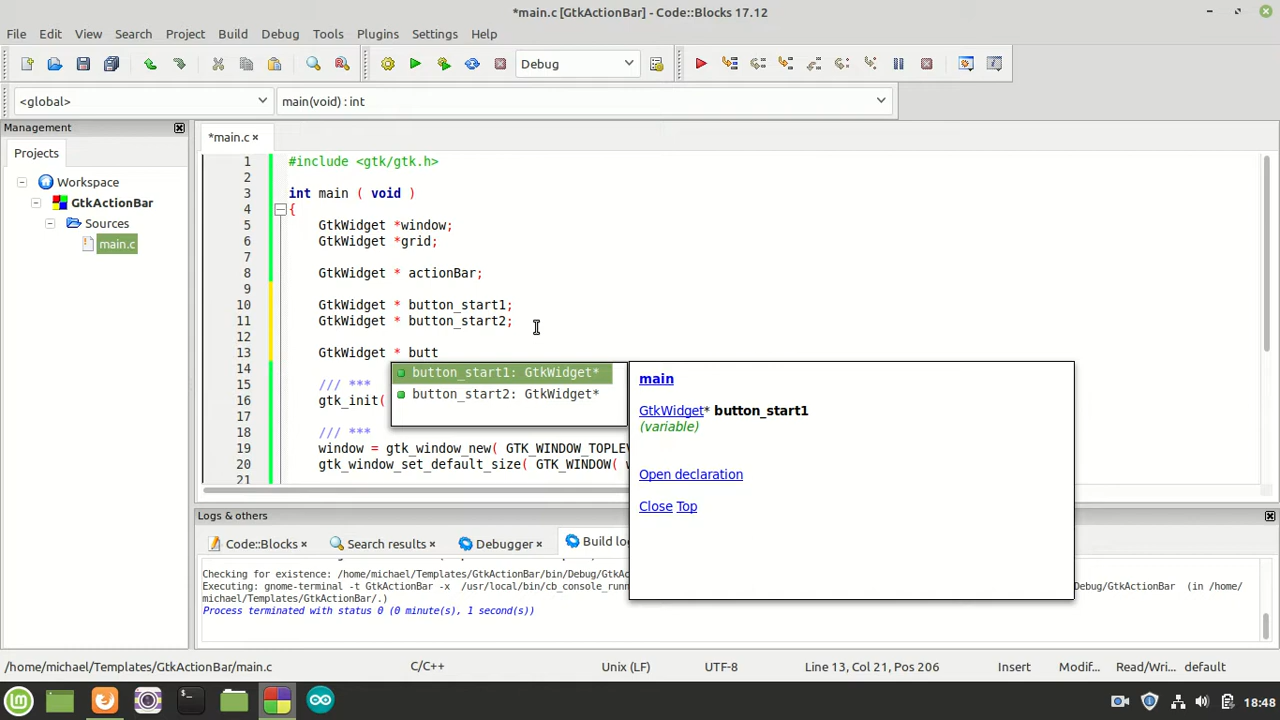 *main.c [GtkActionBar] - Code::Blocks 17.12
File Edit View Search Project Build Debug Tools Plugins Settings Help
Debug
<global> main(void) : int
Management
*main.c
Projects
Workspace
GtkActionBar
Sources
main.c
1 #include <gtk/gtk.h>
2
3 int main ( void )
4 {
5 GtkWidget *window;
6 GtkWidget *grid;
7
8 GtkWidget * actionBar;
9
10 GtkWidget * button_start1;
11 GtkWidget * button_start2;
12
13 GtkWidget * butt
14
15 /// ***
16 gtk_init(
17
18 /// ***
19 window = gtk_window_new( GTK_WINDOW_TOPLEV
20 gtk_window_set_default_size( GTK_WINDOW( w
21
button_start1: GtkWidget*
button_start2: GtkWidget*
main
GtkWidget* button_start1
(variable)
Open declaration
Close Top
Logs & others
Code::Blocks Search results Debugger Build lo
Checking for existence: /home/michael/Templates/GtkActionBar/bin/Debug/GtkAc
Executing: gnome-terminal -t GtkActionBar -x /usr/local/bin/cb_console_runn Debug/GtkActionBar (in /home/
michael/Templates/GtkActionBar/.)
Process terminated with status 0 (0 minute(s), 1 second(s))
/home/michael/Templates/GtkActionBar/main.c C/C++ Unix (LF) UTF-8 Line 13, Col 21, Pos 206 Insert Modif... Read/Wri... default
18:48